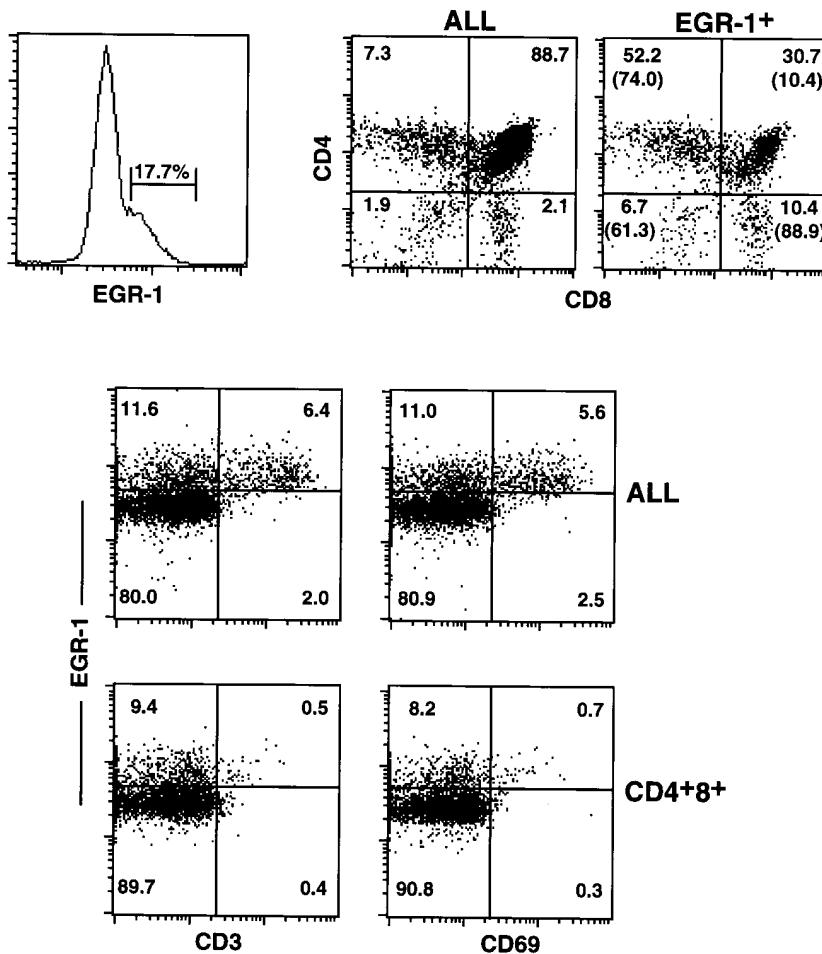 ALL
EGR-1+
17.7%
EGR-1
7.3
88.7
1.9
2.1
CD4
52.2
(74.0)
30.7
(10.4)
6.7
(61.3)
10.4
(88.9)
CD8
11.6
6.4
80.0
2.0
11.0
5.6
80.9
2.5
ALL
EGR-1
9.4
0.5
89.7
0.4
8.2
0.7
90.8
0.3
CD4+8+
CD3
CD69